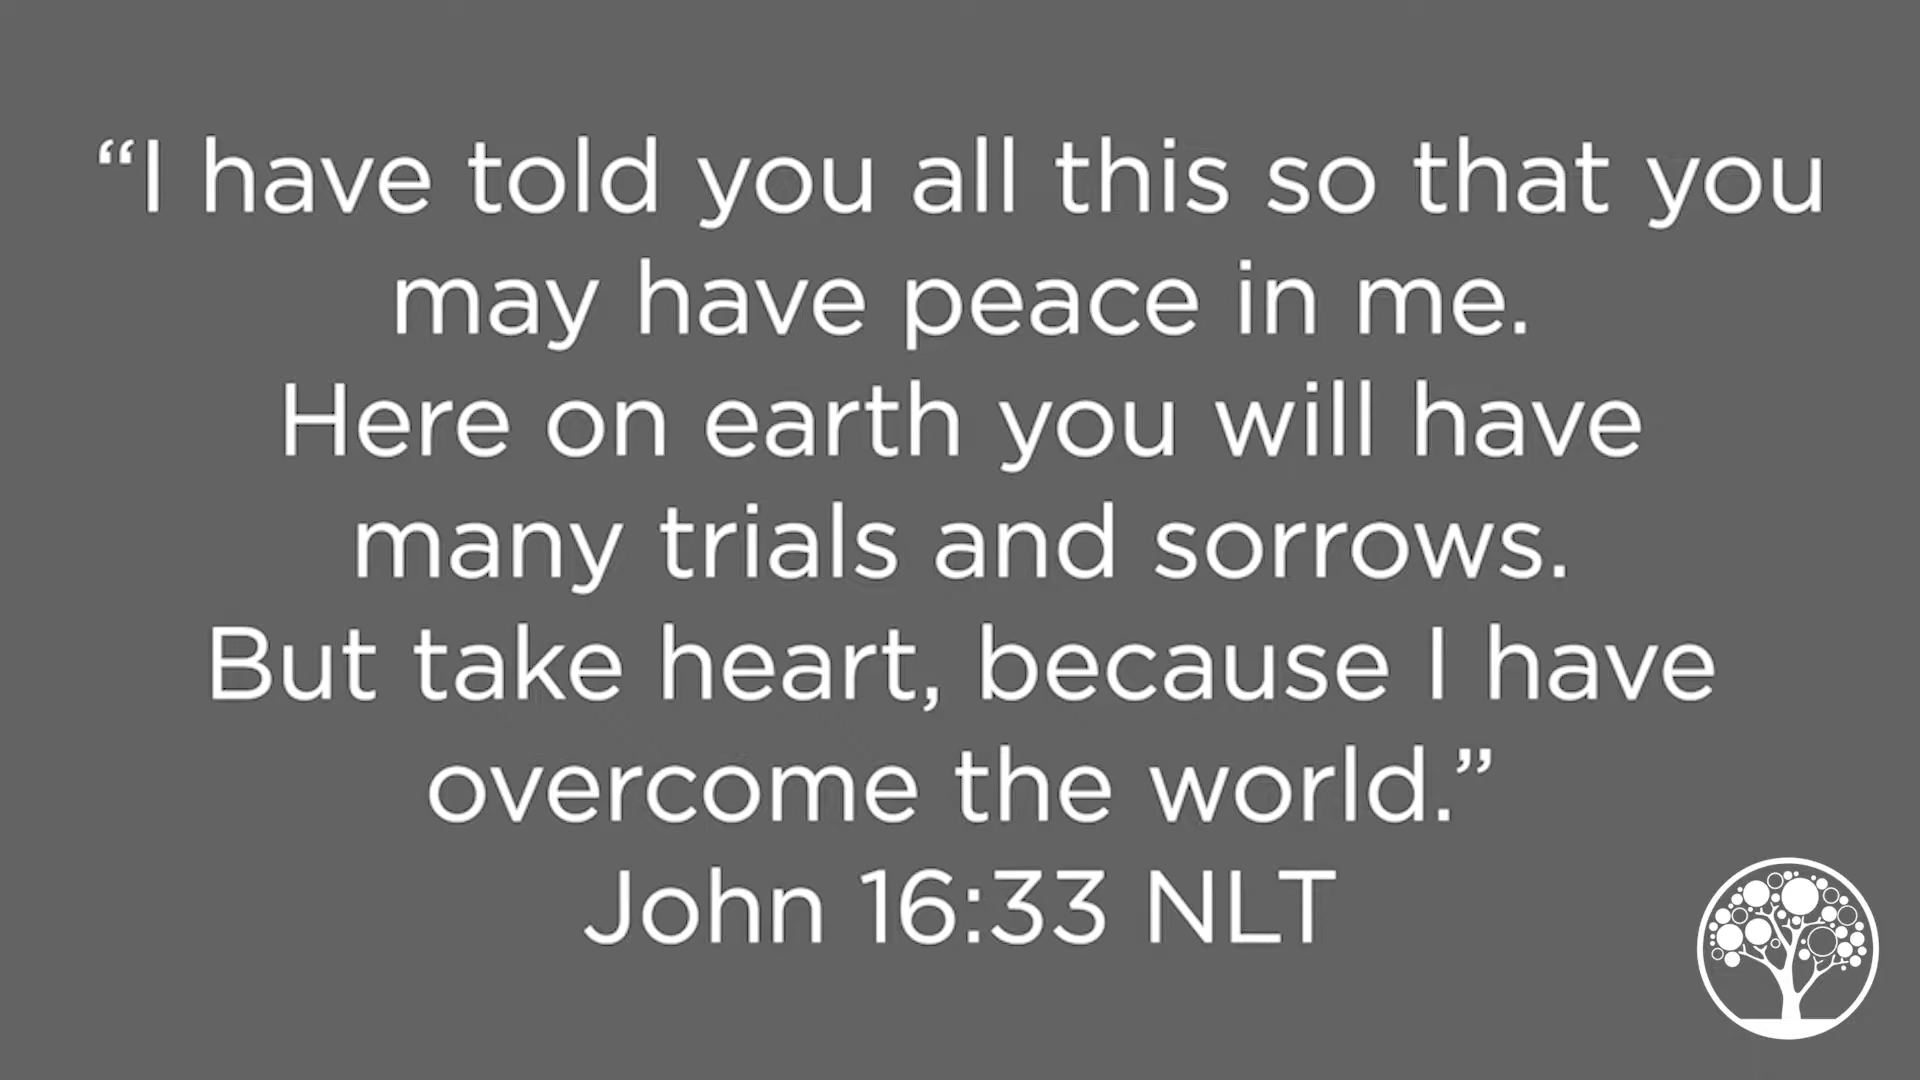 “I have told you all this so that you
may have peace in me.
Here on earth you will have
many trials and sorrows.
But take heart, because I have
overcome the world.”
John 16:33 NLT